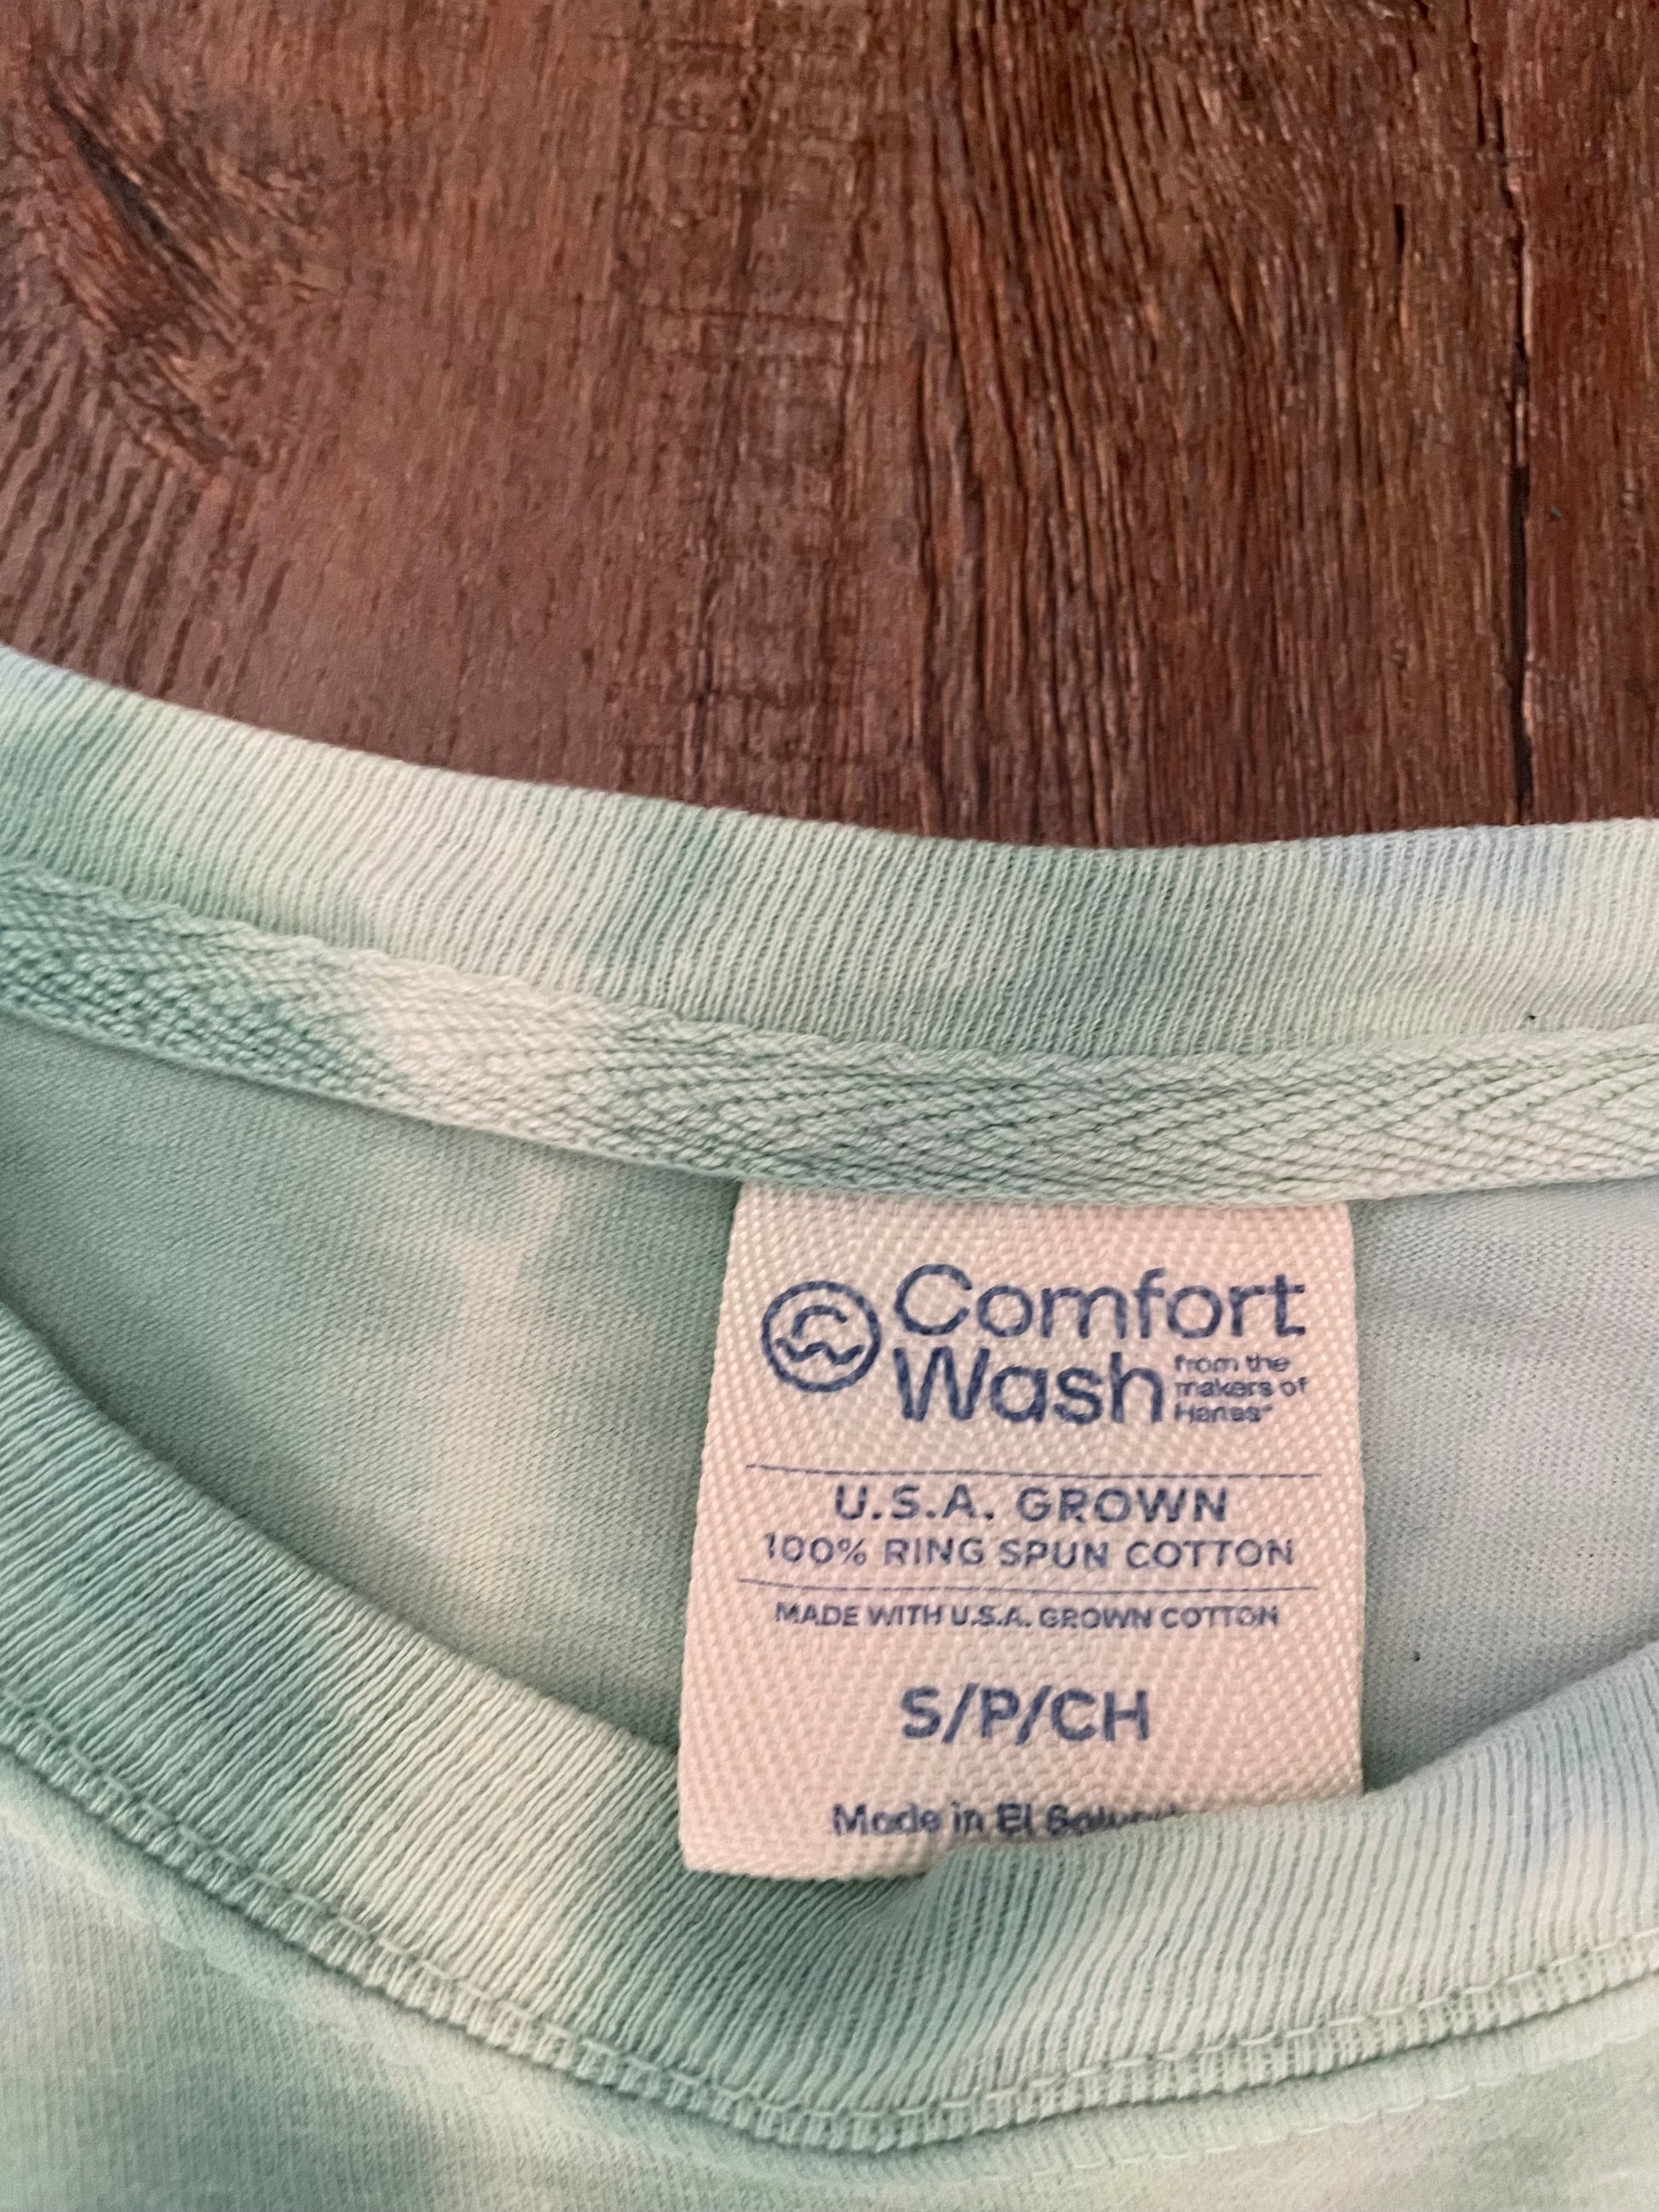 Comfort
Wash from the
makers of
Hanes®
U.S.A. GROWN
100% RING SPUN COTTON
MADE WITH U.S.A. GROWN COTTON
S/P/CH
Made in El